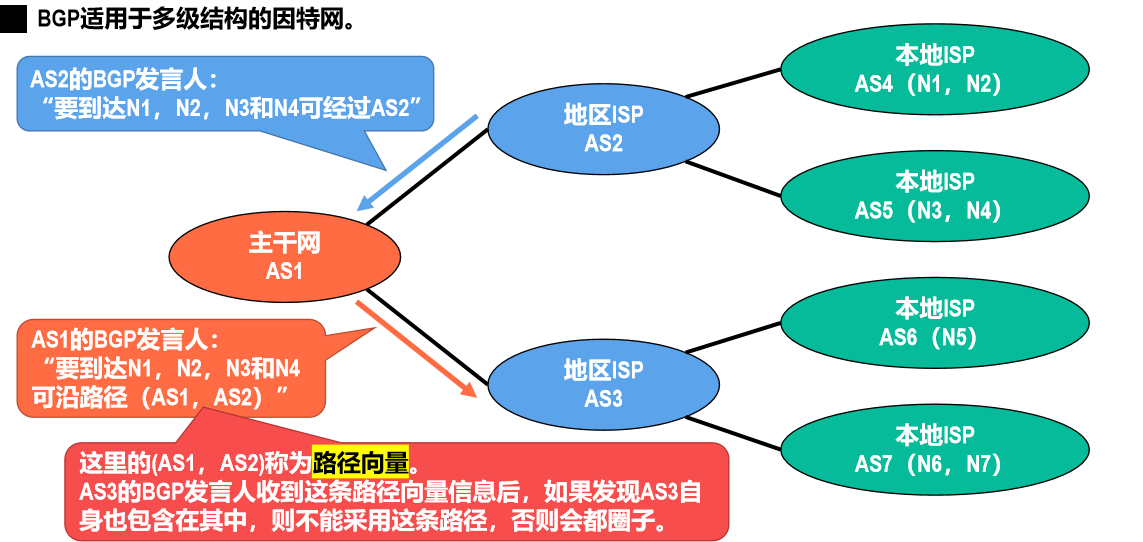 BGP适用于多级结构的因特网。
AS2的BGP发言人：
“要到达N1，N2，N3和N4可经过AS2”
地区ISP
AS2
本地ISP
AS4（N1，N2）
本地ISP
AS5（N3，N4）
主干网
AS1
AS1的BGP发言人：
“要到达N1，N2，N3和N4
可沿路径（AS1，AS2）”
地区ISP
AS3
本地ISP
AS6（N5）
本地ISP
AS7（N6，N7）
这里的(AS1，AS2)称为路径向量。
AS3的BGP发言人收到这条路径向量信息后，如果发现AS3自
身也包含在其中，则不能采用这条路径，否则会都圈子。